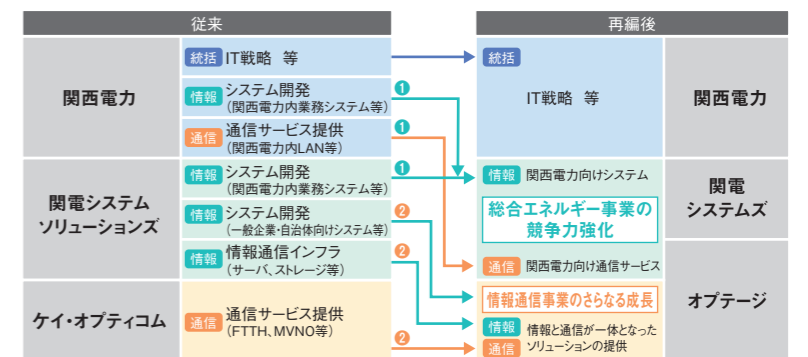 従来
再編後
関西電力
統括 IT戦略 等
情報 システム開発
(関西電力内業務システム等)
❶
通信 通信サービス提供
(関西電力内LAN等)
❶
関電システム
ソリューションズ
情報 システム開発
(関西電力内業務システム等)
❶
情報 システム開発
(一般企業・自治体向けシステム等)
❷
情報 情報通信インフラ
(サーバ、ストレージ等)
❷
ケイ・オプティコム
通信 通信サービス提供
(FTTH、MVNO等)
❷
統括
IT戦略 等
関西電力
情報 関西電力向けシステム
総合エネルギー事業の
競争力強化
関電
システムズ
通信 関西電力向け通信サービス
情報通信事業のさらなる成長
情報 情報と通信が一体となった
通信 ソリューションの提供
オプテージ